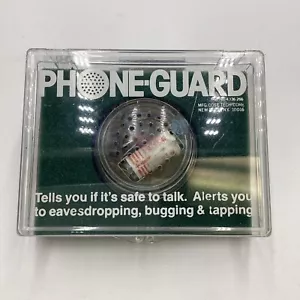 PHONE-GUARD
Tells you if it's safe to talk. Alerts you
to eavesdropping, bugging & tapping